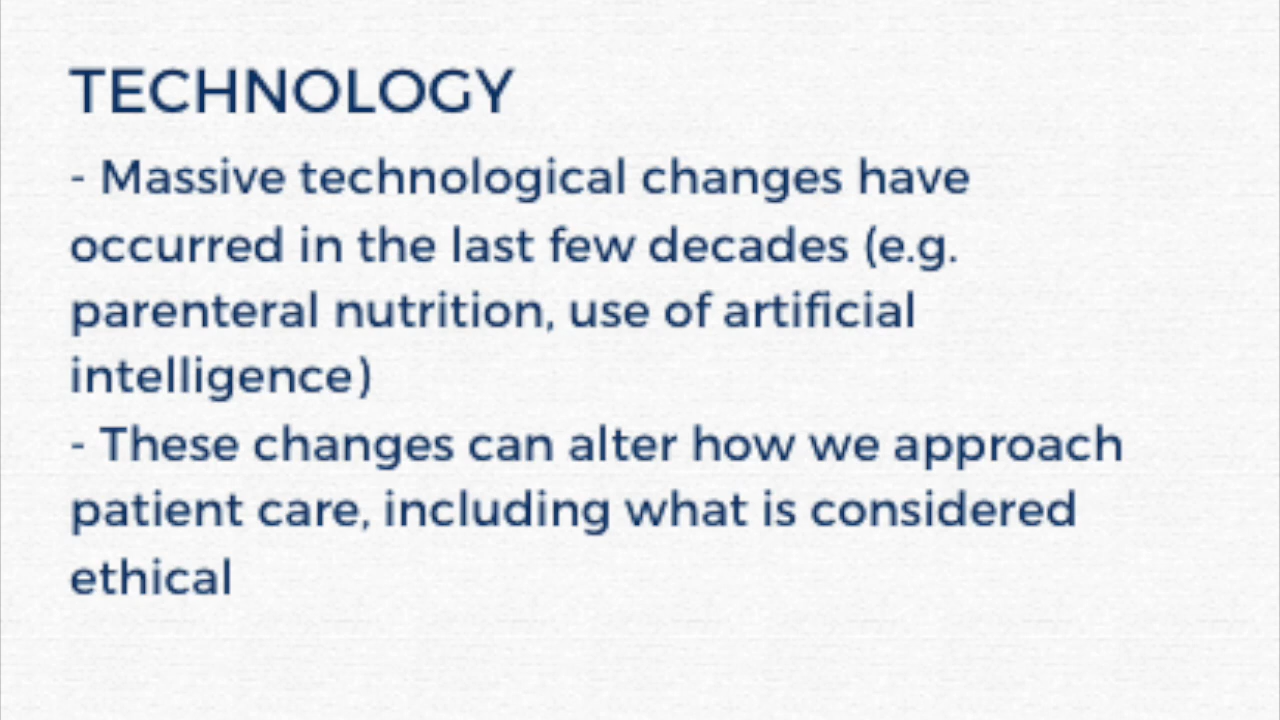 TECHNOLOGY
- Massive technological changes have
occurred in the last few decades (e.g.
parenteral nutrition, use of artificial
intelligence)
- These changes can alter how we approach
patient care, including what is considered
ethical